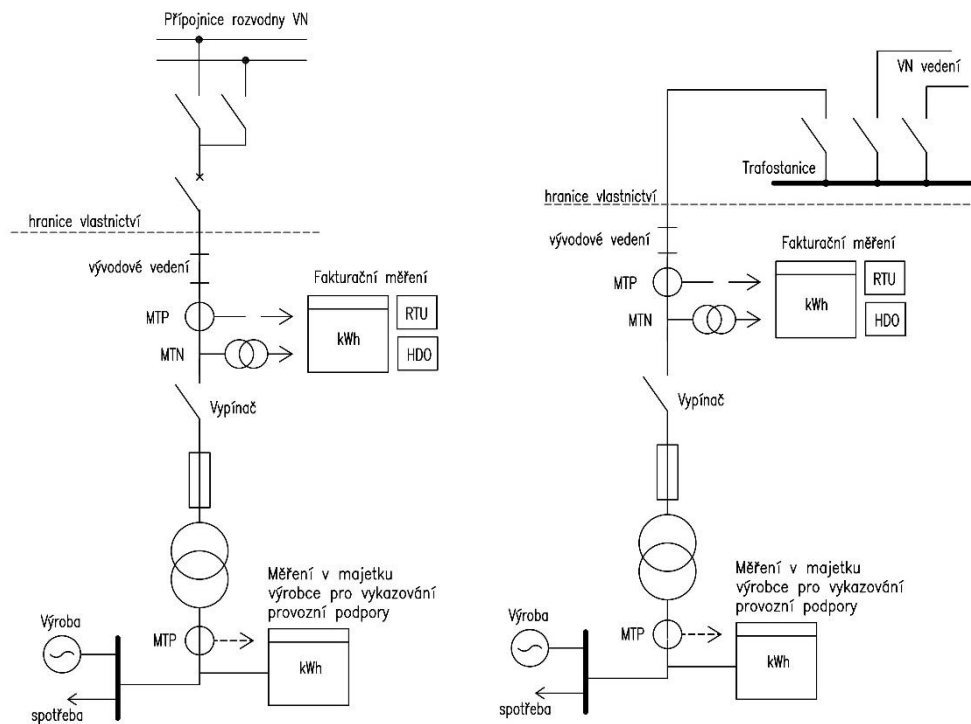 Přípojnice rozvodny VN
hranice vlastnictví
vývodové vedení
Fakturační měření
MTP
kWh
RTU
MTN
HDO
Vypínač
Měření v majetku
výrobce pro vykazování
provozní podpory
Výroba
MTP
kWh
spotřeba
VN vedení
Trafostanice
hranice vlastnictví
vývodové vedení
Fakturační měření
MTP
kWh
RTU
MTN
HDO
Vypínač
Měření v majetku
výrobce pro vykazování
provozní podpory
Výroba
MTP
kWh
spotřeba